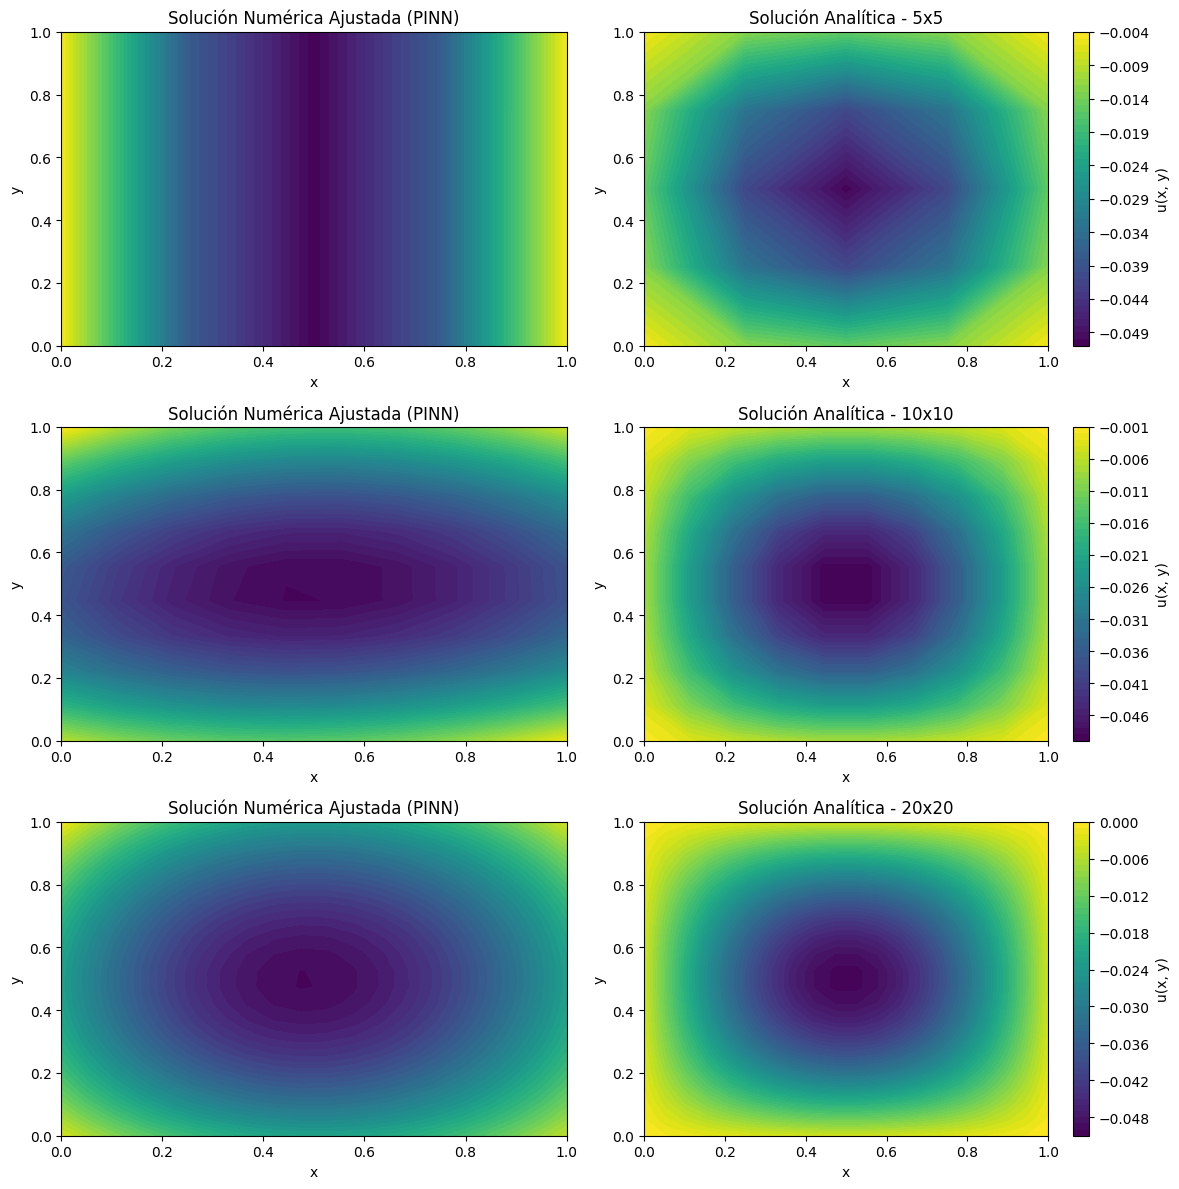 Solución Numérica Ajustada (PINN)
Solución Analítica - 5x5
1.0
0.8
0.6
0.4
0.2
0.0
y
0.0 0.2 0.4 0.6 0.8 1.0
x
1.0
0.8
0.6
0.4
0.2
0.0
y
0.0 0.2 0.4 0.6 0.8 1.0
x
−0.004
−0.009
−0.014
−0.019
−0.024
−0.029
−0.034
−0.039
−0.044
−0.049
u(x, y)
Solución Numérica Ajustada (PINN)
Solución Analítica - 10x10
1.0
0.8
0.6
0.4
0.2
0.0
y
0.0 0.2 0.4 0.6 0.8 1.0
x
1.0
0.8
0.6
0.4
0.2
0.0
y
0.0 0.2 0.4 0.6 0.8 1.0
x
−0.001
−0.006
−0.011
−0.016
−0.021
−0.026
−0.031
−0.036
−0.041
−0.046
u(x, y)
Solución Numérica Ajustada (PINN)
Solución Analítica - 20x20
1.0
0.8
0.6
0.4
0.2
0.0
y
0.0 0.2 0.4 0.6 0.8 1.0
x
1.0
0.8
0.6
0.4
0.2
0.0
y
0.0 0.2 0.4 0.6 0.8 1.0
x
0.000
−0.006
−0.012
−0.018
−0.024
−0.030
−0.036
−0.042
−0.048
u(x, y)